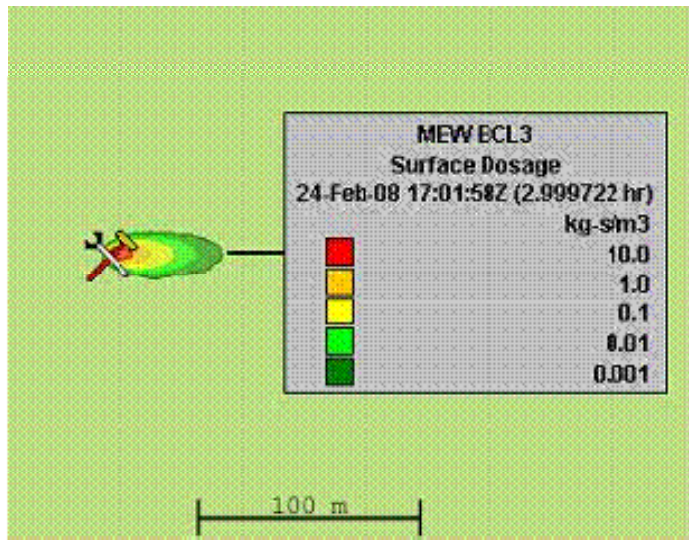 MEW BCL3
Surface Dosage
24-Feb-08 17:01:58Z (2.999722 hr)
kg-s/m3
10.0
1.0
0.1
0.01
0.001
100 m